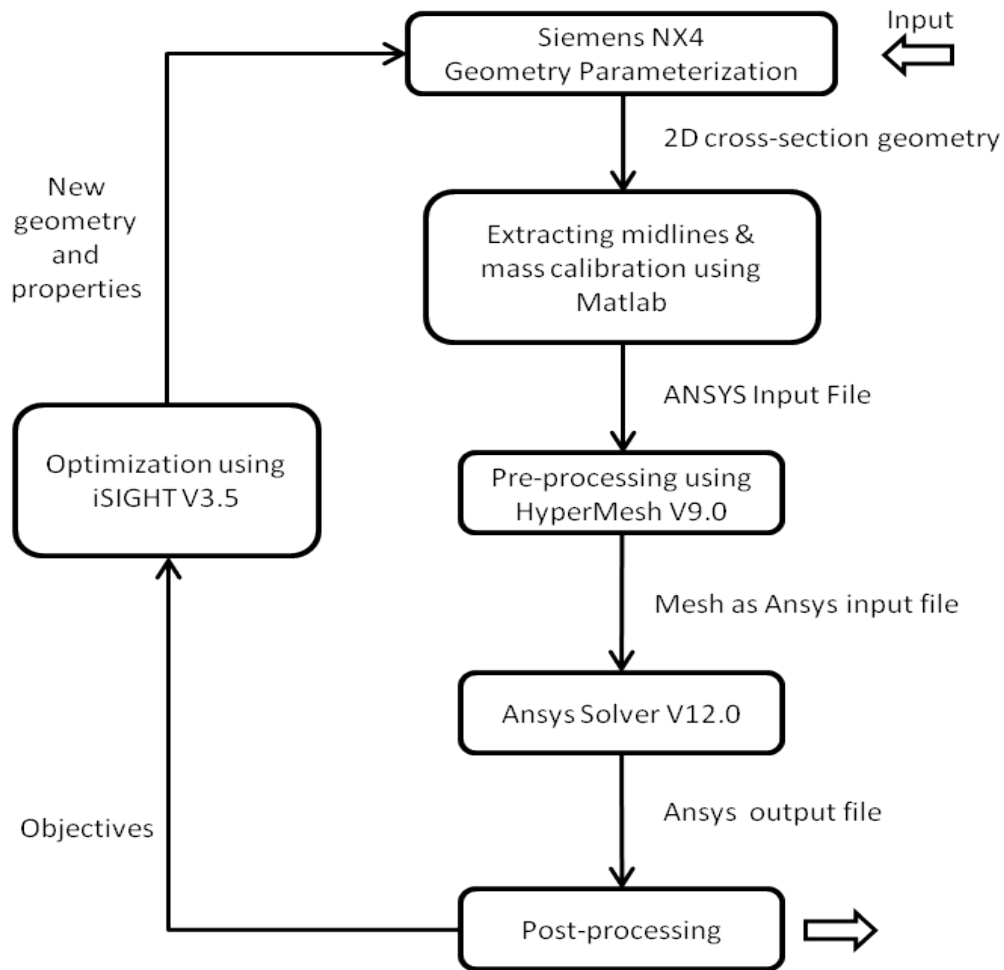 Input
Siemens NX4
Geometry Parameterization
2D cross-section geometry
New
geometry
and
properties
Extracting midlines &
mass calibration using
Matlab
ANSYS Input File
Optimization using
iSIGHT V3.5
Pre-processing using
HyperMesh V9.0
Mesh as Ansys input file
Ansys Solver V12.0
Objectives
Ansys output file
Post-processing